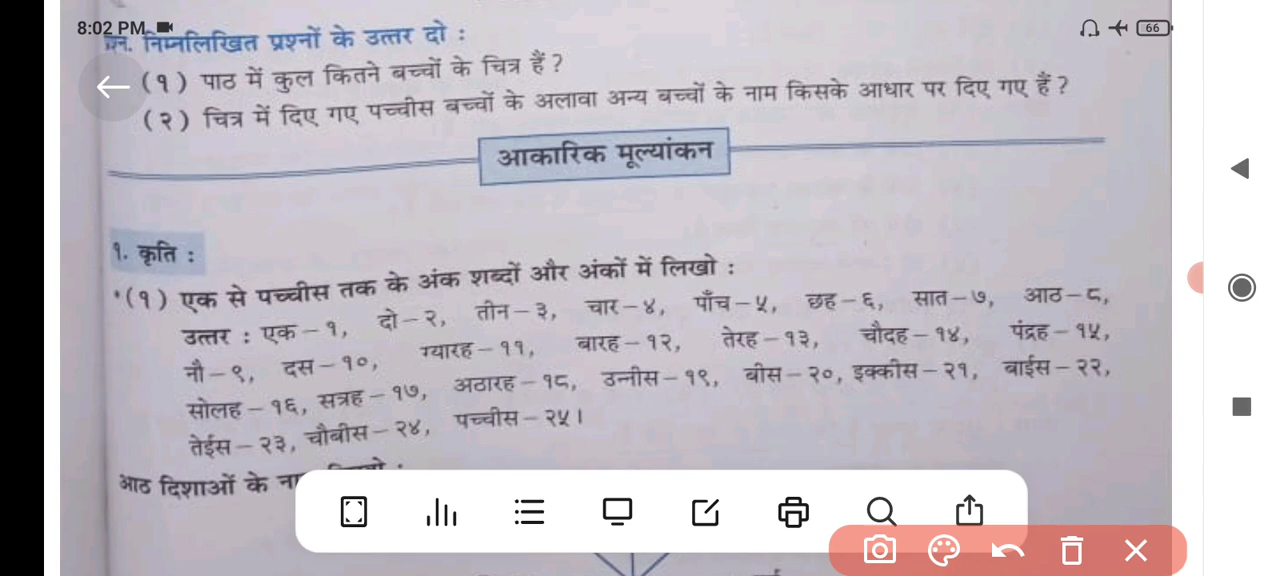 8:02 PM
66
प्रश्न. निम्नलिखित प्रश्नों के उत्तर दो :
(१) पाठ में कुल कितने बच्चों के चित्र हैं ?
(२) चित्र में दिए गए पच्चीस बच्चों के अलावा अन्य बच्चों के नाम किसके आधार पर दिए गए हैं ?
आकारिक मूल्यांकन
१. कृति :
*(१) एक से पच्चीस तक के अंक शब्दों और अंकों में लिखो :
उत्तर : एक – १, दो – २, तीन – ३, चार – ४, पाँच – ५, छह – ६, सात – ७, आठ – ८,
नौ – ९, दस – १०, ग्यारह – ११, बारह – १२, तेरह – १३, चौदह – १४, पंद्रह – १५,
सोलह – १६, सत्रह – १७, अठारह – १८, उन्नीस – १९, बीस – २०, इक्कीस – २१, बाईस – २२,
तेईस – २३, चौबीस – २४, पच्चीस – २५ ।
आठ दिशाओं के